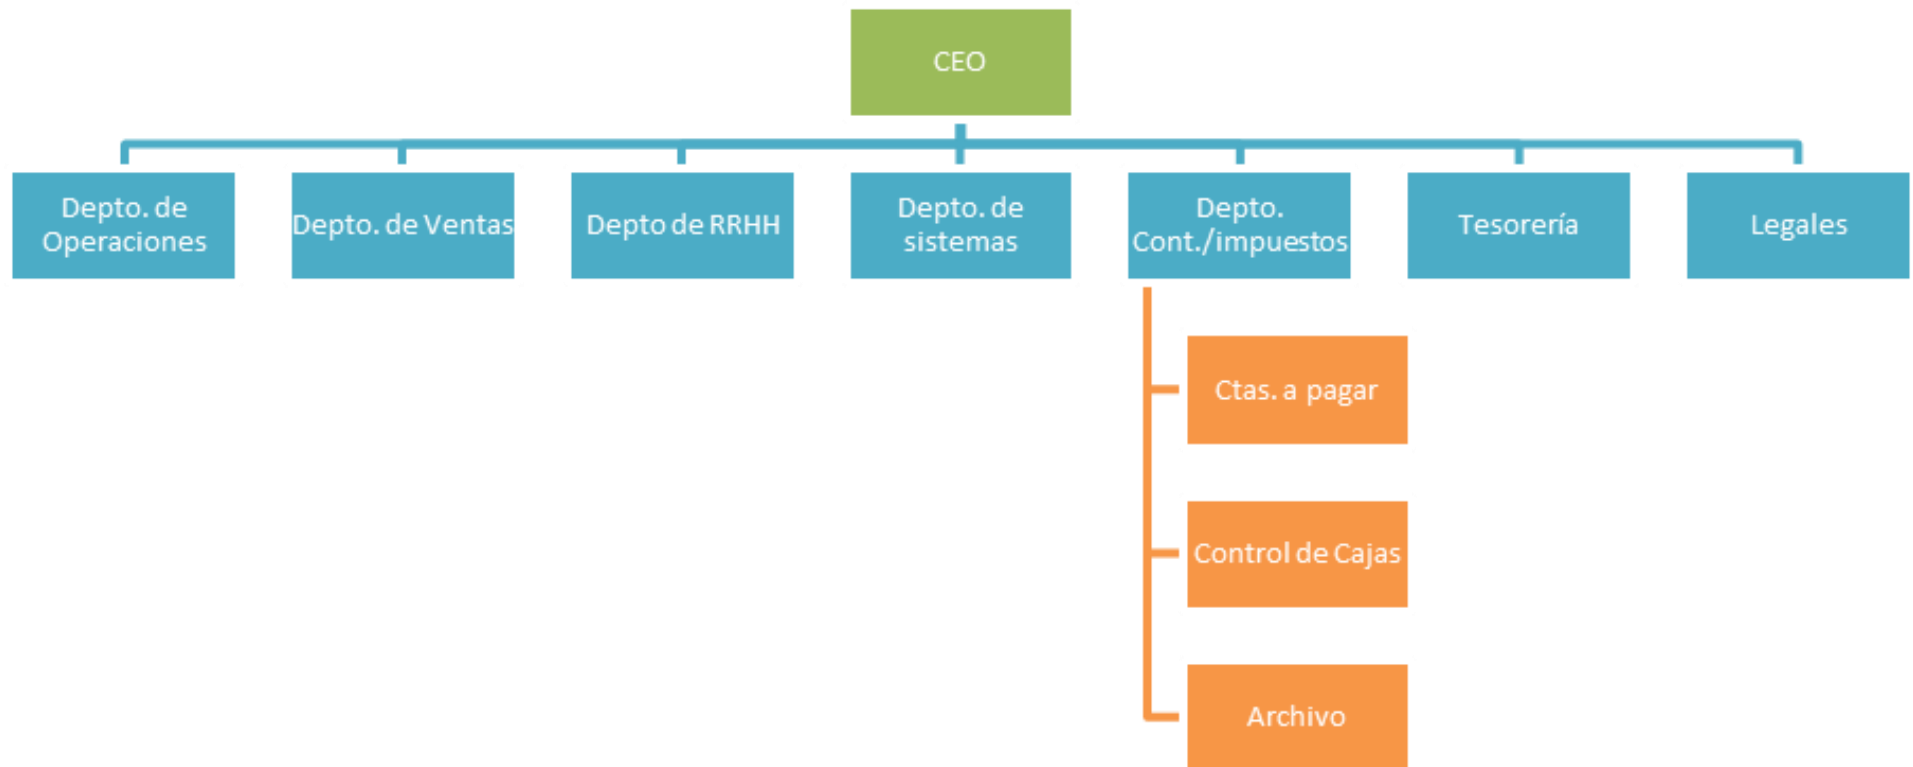 CEO
Depto. de
Operaciones
Depto. de Ventas
Depto de RRHH
Depto. de
sistemas
Depto.
Cont./impuestos
Tesorería
Legales
Ctas. a pagar
Control de Cajas
Archivo